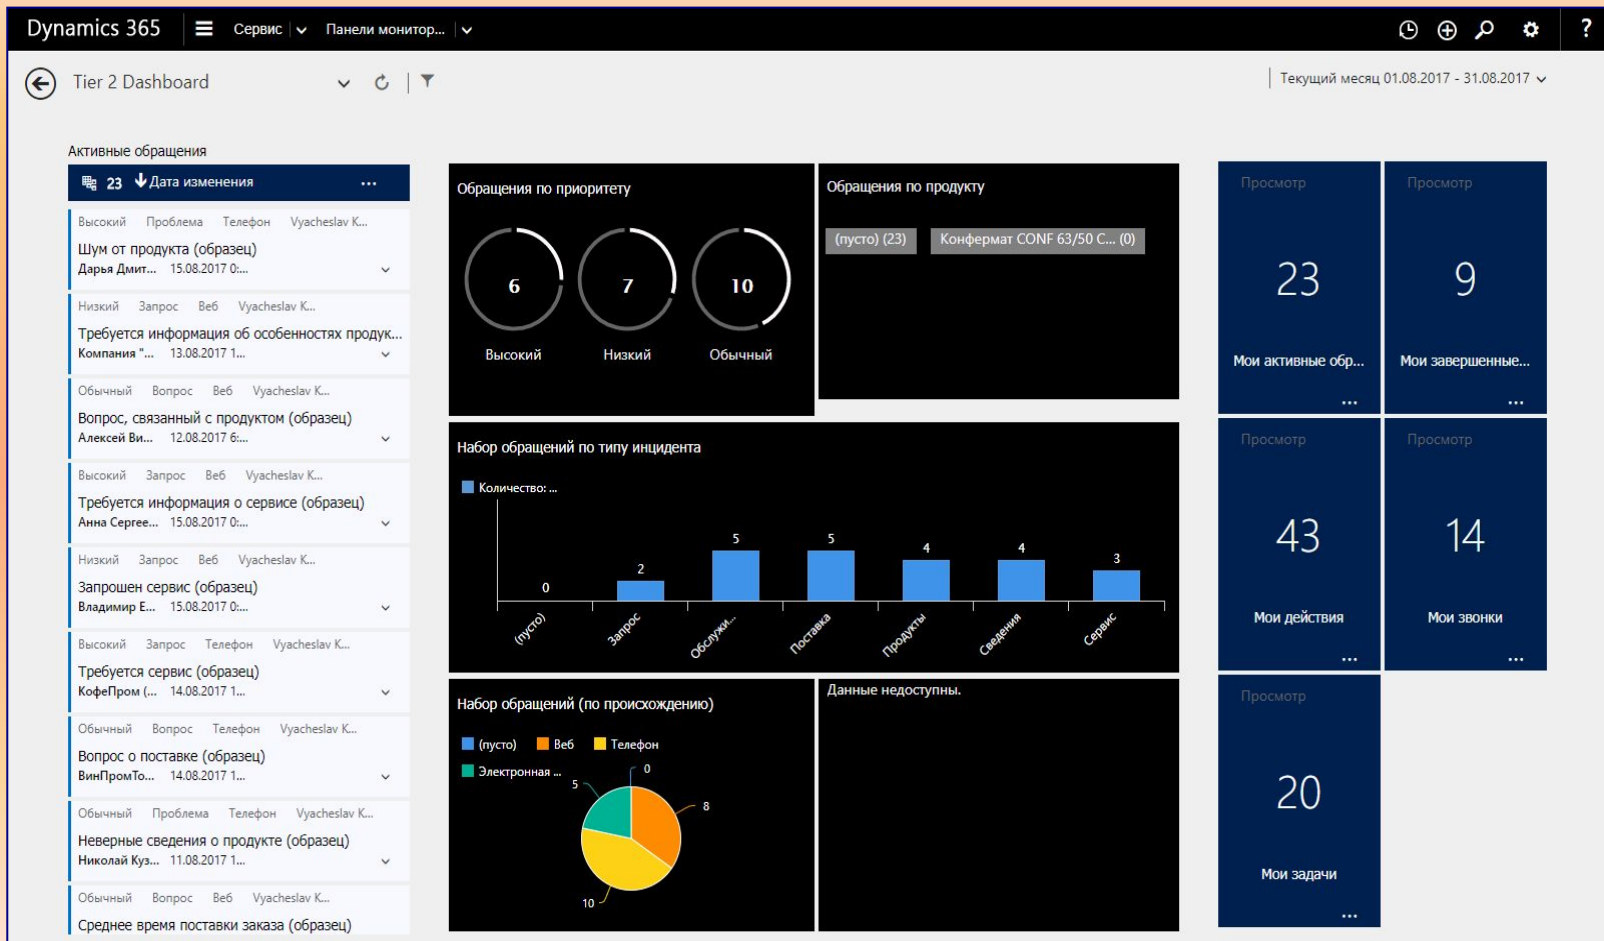 Dynamics 365 Сервис Панели монитор... ?
Tier 2 Dashboard
Текущий месяц 01.08.2017 - 31.08.2017
Активные обращения
23 Дата изменения ...
Высокий Проблема Телефон Vyacheslav K...
Шум от продукта (образец)
Дарья Дмит... 15.08.2017 0:...
Низкий Запрос Веб Vyacheslav K...
Требуется информация об особенностях продук...
Компания "... 13.08.2017 1...
Обычный Вопрос Веб Vyacheslav K...
Вопрос, связанный с продуктом (образец)
Алексей Ви... 12.08.2017 6:...
Высокий Запрос Веб Vyacheslav K...
Требуется информация о сервисе (образец)
Анна Сергее... 15.08.2017 0:...
Низкий Запрос Веб Vyacheslav K...
Запрошен сервис (образец)
Владимир Е... 15.08.2017 0:...
Высокий Запрос Телефон Vyacheslav K...
Требуется сервис (образец)
КофеПром (... 14.08.2017 1...
Обычный Вопрос Телефон Vyacheslav K...
Вопрос о поставке (образец)
ВинПромТо... 14.08.2017 1...
Обычный Проблема Телефон Vyacheslav K...
Неверные сведения о продукте (образец)
Николай Куз... 11.08.2017 1...
Обычный Вопрос Веб Vyacheslav K...
Среднее время поставки заказа (образец)
Обращения по приоритету
6 7 10
Высокий Низкий Обычный
Обращения по продукту
(пусто) (23) Конфермат CONF 63/50 C... (0)
Набор обращений по типу инцидента
Количество: ...
0 2 5 5 4 4 3
(пусто) Запрос Обслужи... Поставка Продукты Сведения Сервис
Набор обращений (по происхождению)
(пусто) Веб Телефон
Электронная ...
0
5
8
10
Данные недоступны.
Просмотр
23
Мои активные обр...
...
Просмотр
9
Мои завершенные...
...
Просмотр
43
Мои действия
...
Просмотр
14
Мои звонки
...
Просмотр
20
Мои задачи
...